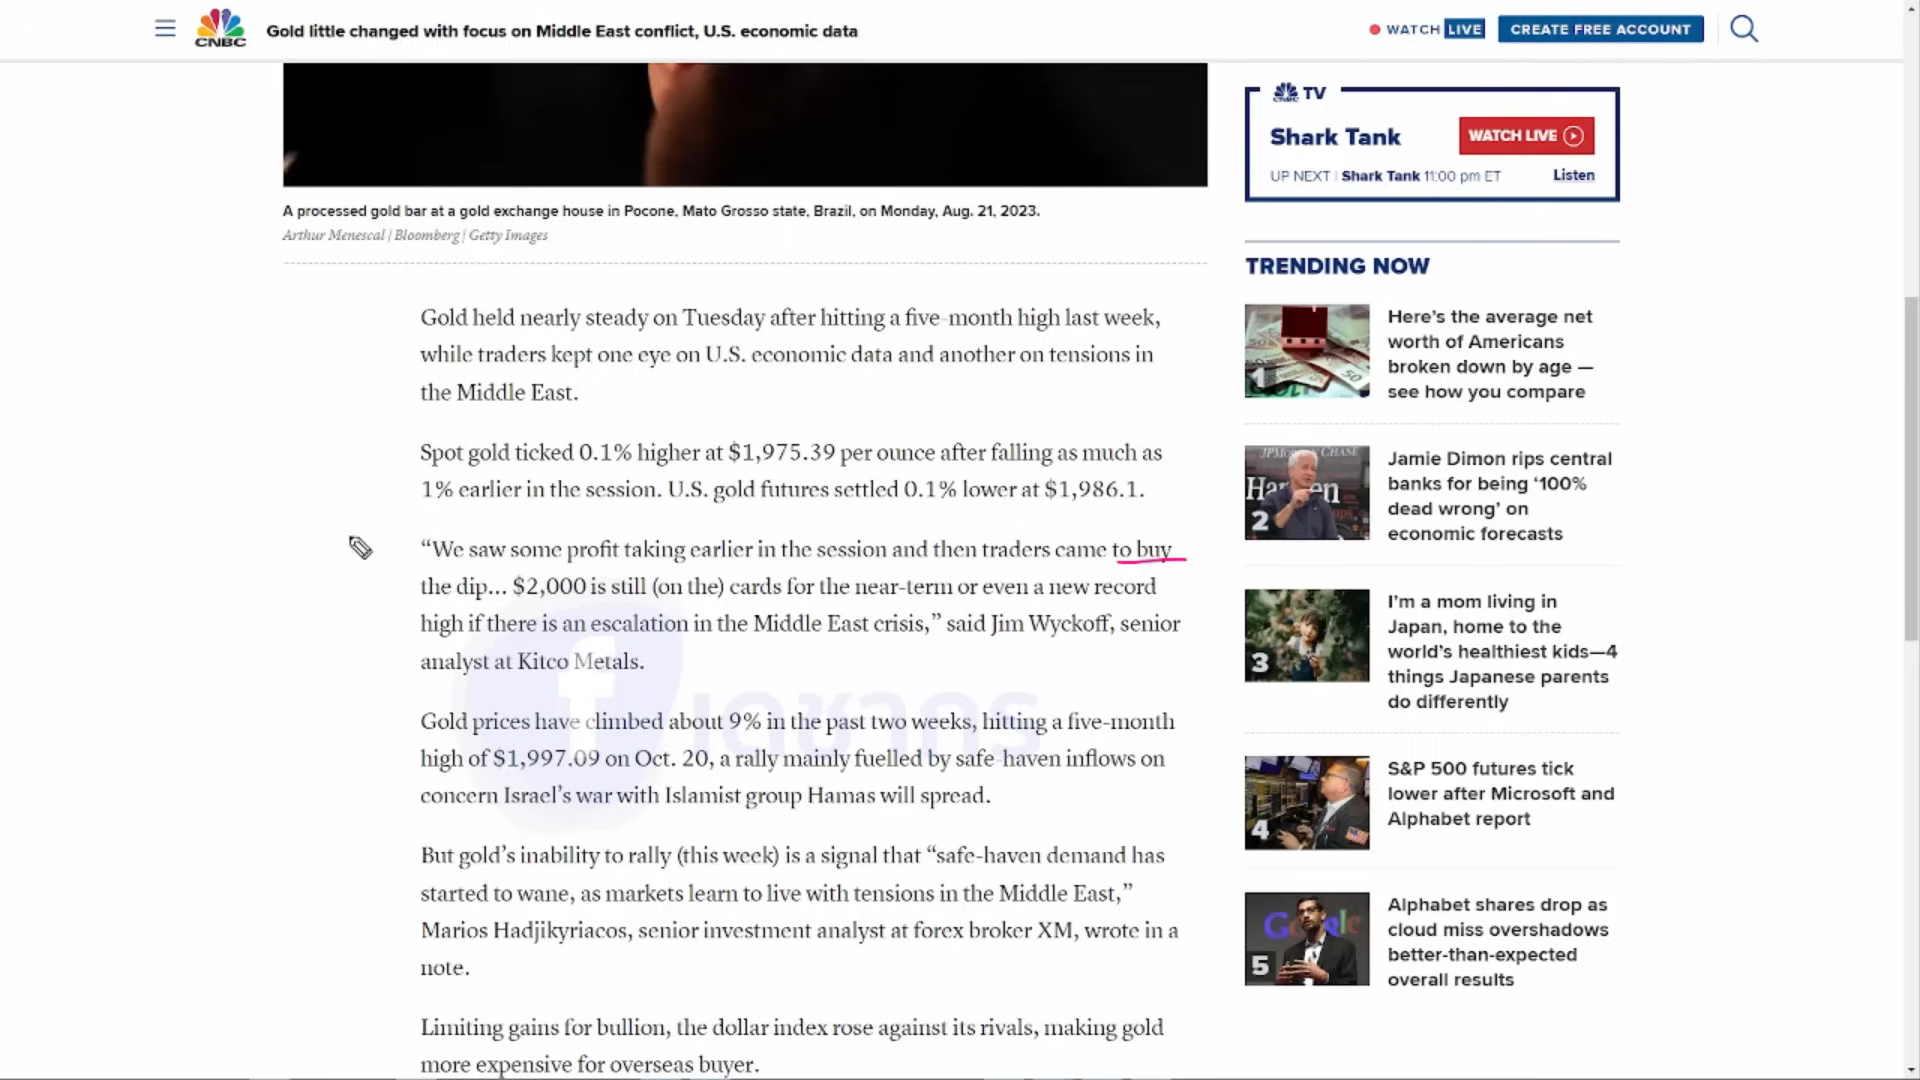 CNBC
Gold little changed with focus on Middle East conflict, U.S. economic data
WATCH LIVE
CREATE FREE ACCOUNT
A processed gold bar at a gold exchange house in Pocone, Mato Grosso state, Brazil, on Monday, Aug. 21, 2023.
Arthur Menescal | Bloomberg | Getty Images
Gold held nearly steady on Tuesday after hitting a five-month high last week,
while traders kept one eye on U.S. economic data and another on tensions in
the Middle East.
Spot gold ticked 0.1% higher at $1,975.39 per ounce after falling as much as
1% earlier in the session. U.S. gold futures settled 0.1% lower at $1,986.1.
“We saw some profit taking earlier in the session and then traders came to buy
the dip... $2,000 is still (on the) cards for the near-term or even a new record
high if there is an escalation in the Middle East crisis,” said Jim Wyckoff, senior
analyst at Kitco Metals.
Gold prices have climbed about 9% in the past two weeks, hitting a five-month
high of $1,997.09 on Oct. 20, a rally mainly fuelled by safe-haven inflows on
concern Israel’s war with Islamist group Hamas will spread.
But gold’s inability to rally (this week) is a signal that “safe-haven demand has
started to wane, as markets learn to live with tensions in the Middle East,”
Marios Hadjikyriacos, senior investment analyst at forex broker XM, wrote in a
note.
Limiting gains for bullion, the dollar index rose against its rivals, making gold
more expensive for overseas buyer.
CNBC TV
Shark Tank
WATCH LIVE
UP NEXT | Shark Tank 11:00 pm ET
Listen
TRENDING NOW
1
Here’s the average net
worth of Americans
broken down by age —
see how you compare
JPMORGAN CHASE
2
Jamie Dimon rips central
banks for being ‘100%
dead wrong’ on
economic forecasts
3
I’m a mom living in
Japan, home to the
world’s healthiest kids—4
things Japanese parents
do differently
4
S&P 500 futures tick
lower after Microsoft and
Alphabet report
Google
5
Alphabet shares drop as
cloud miss overshadows
better-than-expected
overall results